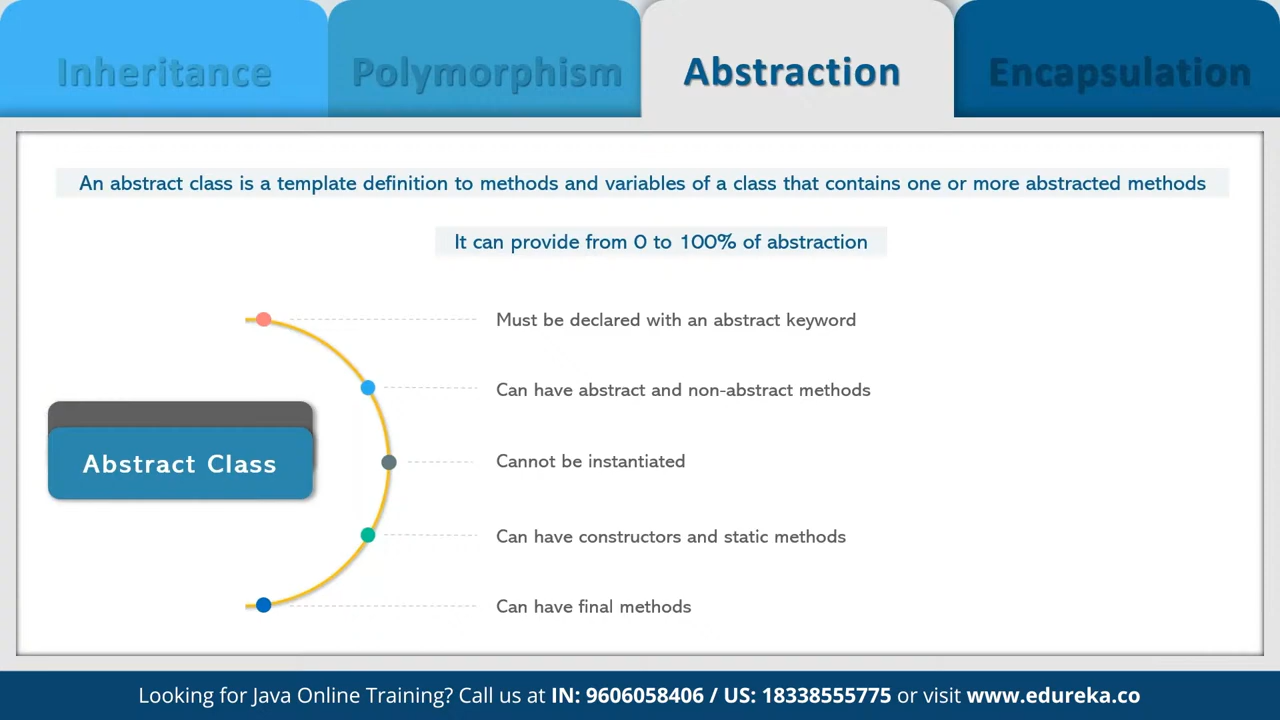 Inheritance
Polymorphism
Abstraction
Encapsulation
An abstract class is a template definition to methods and variables of a class that contains one or more abstracted methods
It can provide from 0 to 100% of abstraction
Must be declared with an abstract keyword
Can have abstract and non-abstract methods
Abstract Class
Cannot be instantiated
Can have constructors and static methods
Can have final methods
Looking for Java Online Training? Call us at IN: 9606058406 / US: 18338555775 or visit www.edureka.co